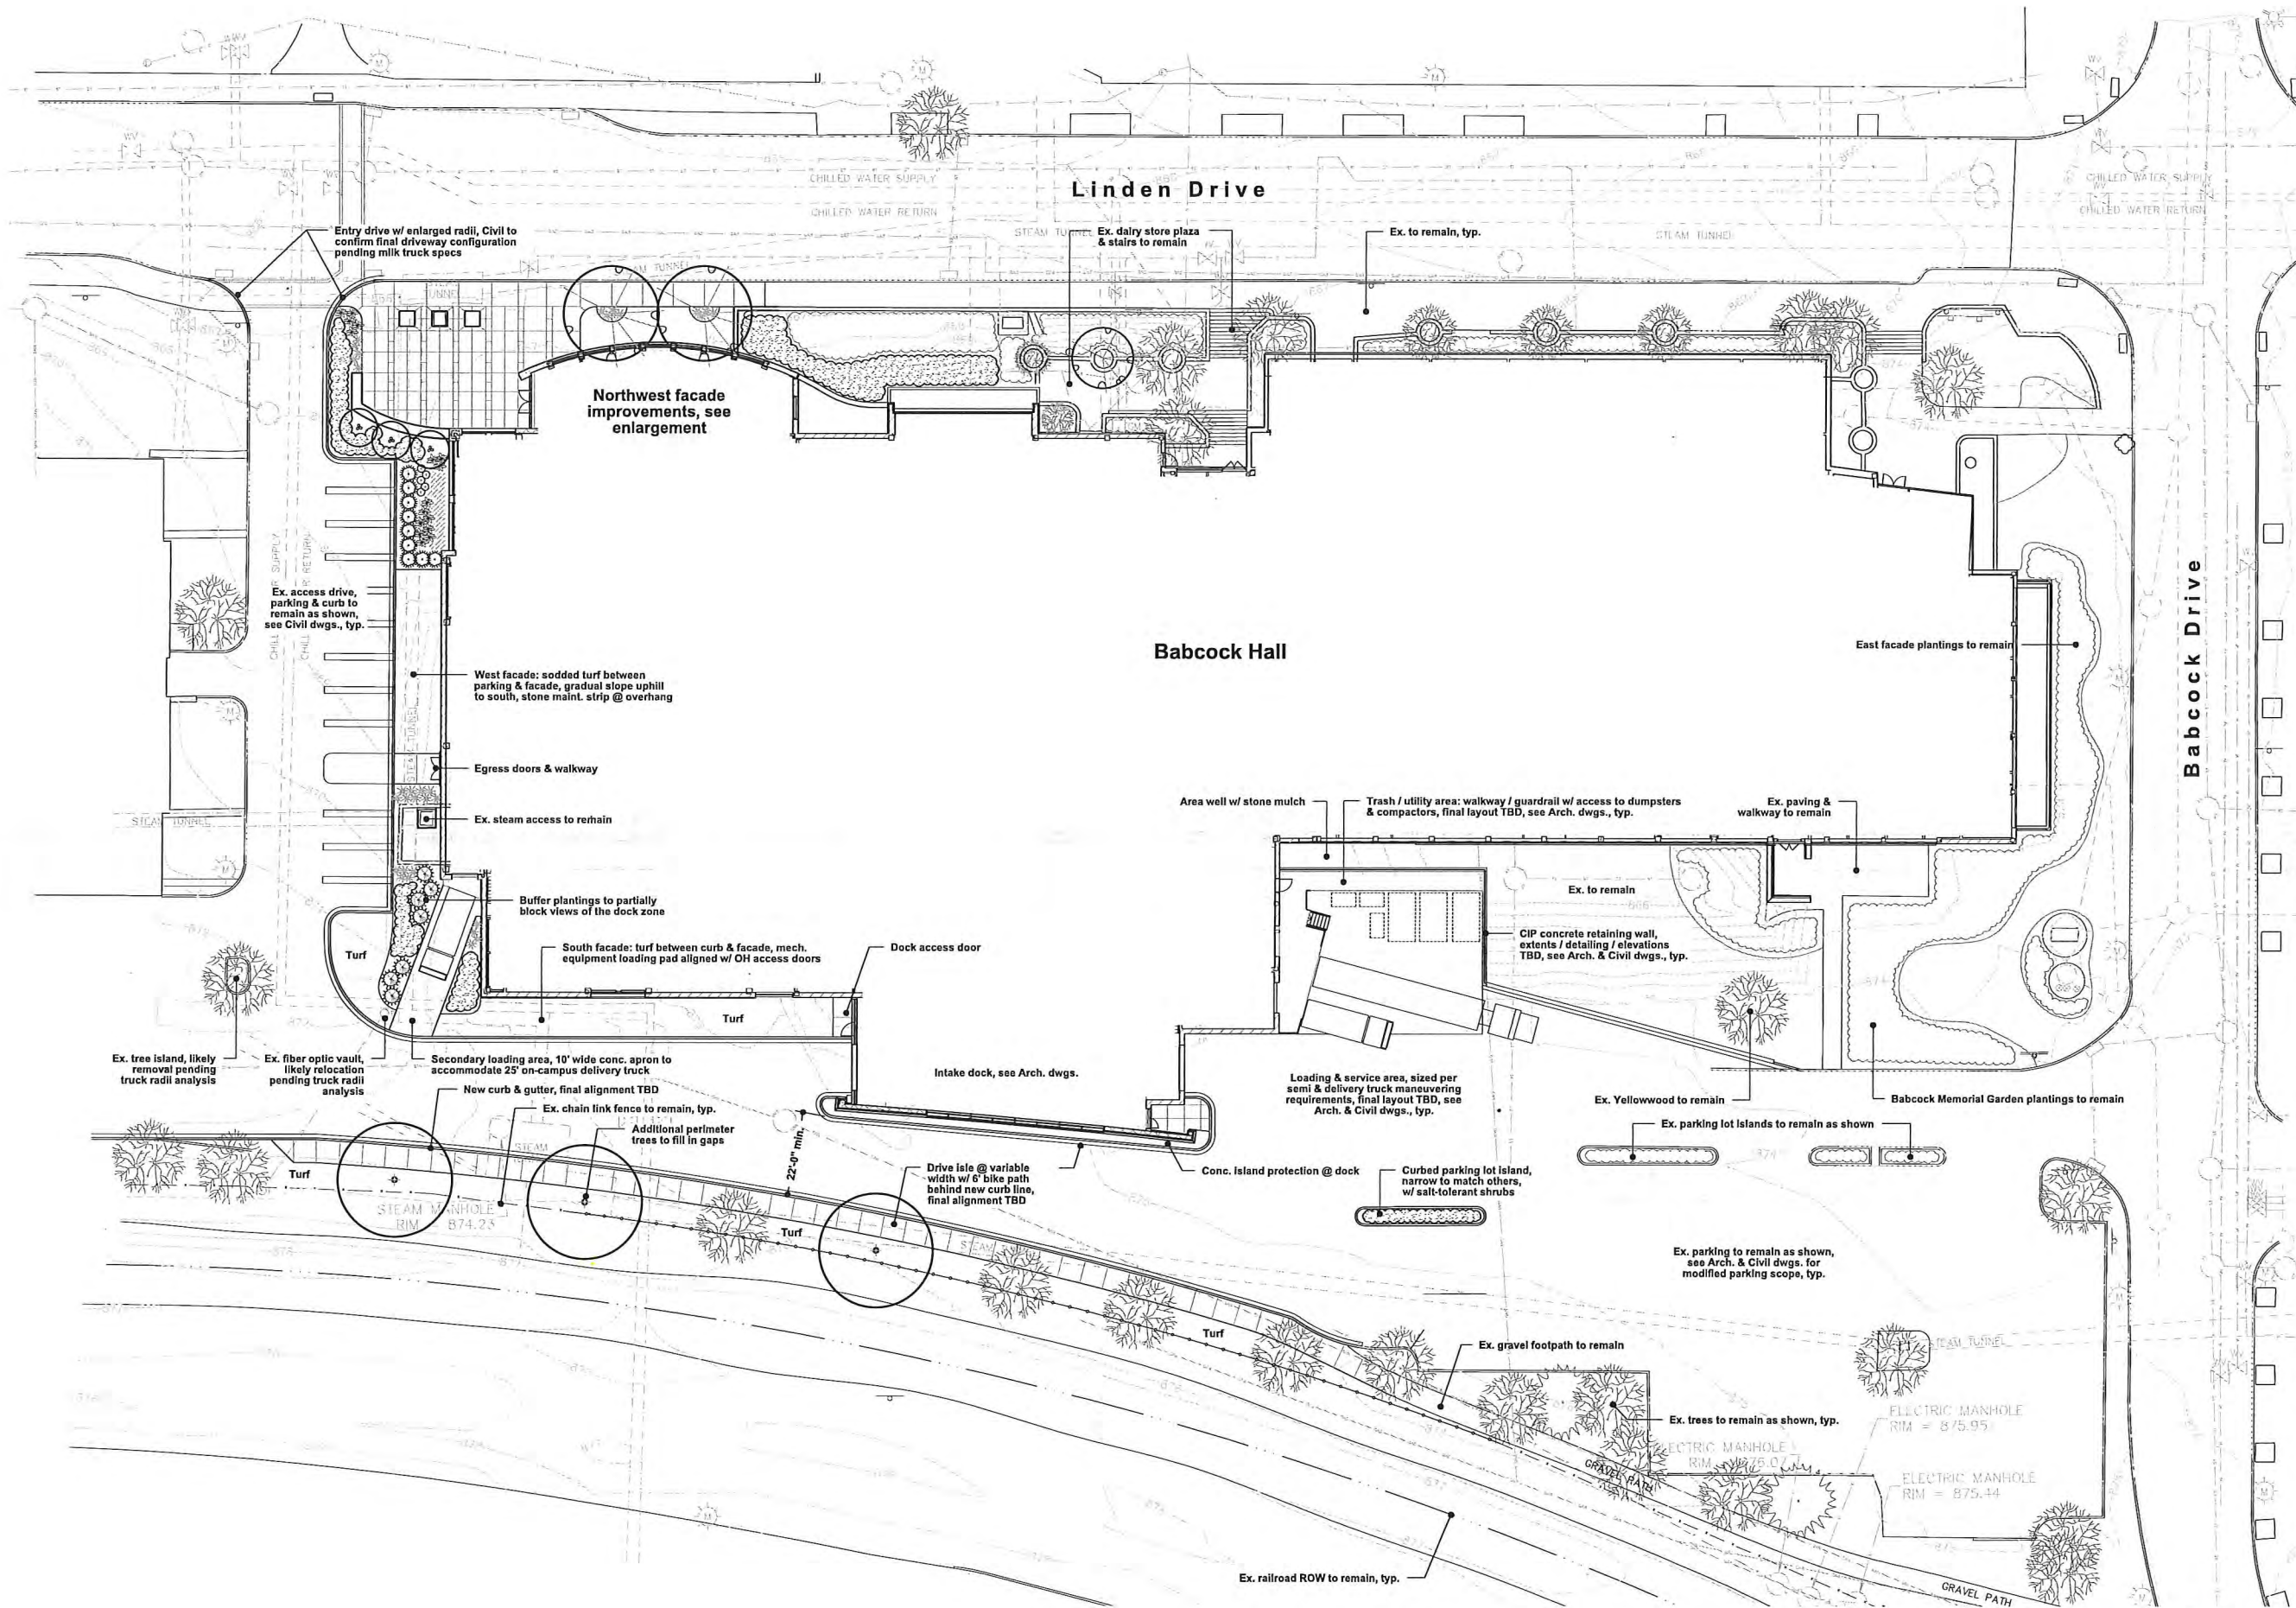 CHILLED WATER SUPPLY
Linden Drive
CHILLED WATER SUPPLY
CHILLED WATER RETURN
CHILLED WATER RETURN
Entry drive w/ enlarged radii, Civil to
confirm final driveway configuration
pending milk truck specs
Ex. dairy store plaza
& stairs to remain
Ex. to remain, typ.
STEAM TUNNEL
Northwest facade
improvements, see
enlargement
Ex. access drive,
parking & curb to
remain as shown,
see Civil dwgs., typ.
Babcock Hall
East facade plantings to remain
Babcock Drive
West facade: sodded turf between
parking & facade, gradual slope uphill
to south, stone maint. strip @ overhang
STEAM TUNNEL
Egress doors & walkway
Ex. steam access to remain
STEAM TUNNEL
Area well w/ stone mulch
Trash / utility area: walkway / guardrail w/ access to dumpsters
& compactors, final layout TBD, see Arch. dwgs., typ.
Ex. paving &
walkway to remain
Ex. to remain
Buffer plantings to partially
block views of the dock zone
Turf
South facade: turf between curb & facade, mech.
equipment loading pad aligned w/ OH access doors
Dock access door
CIP concrete retaining wall,
extents / detailing / elevations
TBD, see Arch. & Civil dwgs., typ.
Turf
Ex. tree island, likely
removal pending
truck radii analysis
Ex. fiber optic vault,
likely relocation
pending truck radii
analysis
Secondary loading area, 10' wide conc. apron to
accommodate 25' on-campus delivery truck
Intake dock, see Arch. dwgs.
Loading & service area, sized per
semi & delivery truck maneuvering
requirements, final layout TBD, see
Arch. & Civil dwgs., typ.
Ex. Yellowwood to remain
Babcock Memorial Garden plantings to remain
New curb & gutter, final alignment TBD
Ex. chain link fence to remain, typ.
Additional perimeter
trees to fill in gaps
STEAM
22'-0" min.
Ex. parking lot islands to remain as shown
Turf
Drive isle @ variable
width w/ 6' bike path
behind new curb line,
final alignment TBD
Conc. island protection @ dock
Curbed parking lot island,
narrow to match others,
w/ salt-tolerant shrubs
STEAM MANHOLE
RIM 874.23
Turf
Ex. parking to remain as shown,
see Arch. & Civil dwgs. for
modified parking scope, typ.
Turf
Ex. gravel footpath to remain
STEAM TUNNEL
Ex. trees to remain as shown, typ.
ELECTRIC MANHOLE
RIM = 875.95
GRAVEL PATH
ELECTRIC MANHOLE
RIM = 875.44
Ex. railroad ROW to remain, typ.
GRAVEL PATH